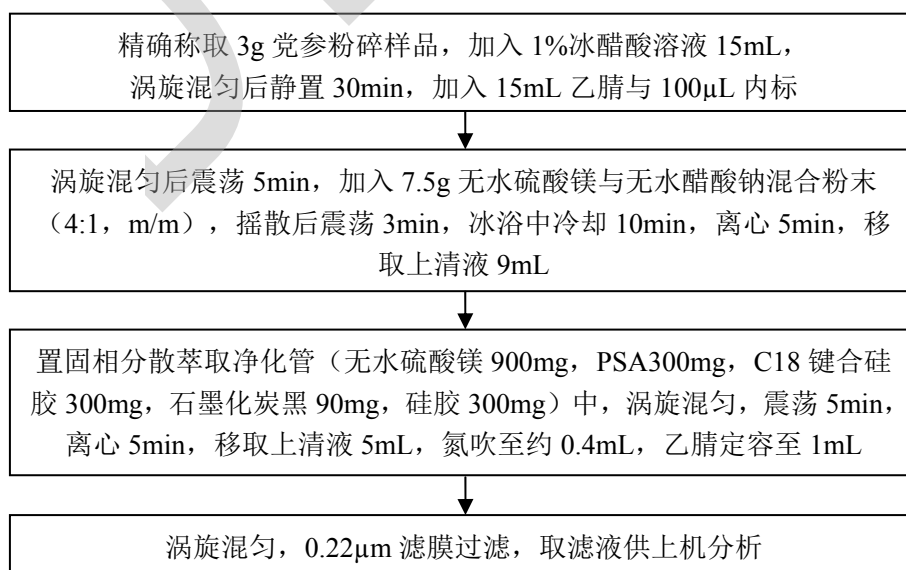 精确称取 3g 党参粉碎样品，加入 1%冰醋酸溶液 15mL，
涡旋混匀后静置 30min，加入 15mL 乙腈与 100μL 内标
涡旋混匀后震荡 5min，加入 7.5g 无水硫酸镁与无水醋酸钠混合粉末
（4:1，m/m），摇散后震荡 3min，冰浴中冷却 10min，离心 5min，移
取上清液 9mL
置固相分散萃取净化管（无水硫酸镁 900mg，PSA300mg，C18 键合硅
胶 300mg，石墨化炭黑 90mg，硅胶 300mg）中，涡旋混匀，震荡 5min，
离心 5min，移取上清液 5mL，氮吹至约 0.4mL，乙腈定容至 1mL
涡旋混匀，0.22μm 滤膜过滤，取滤液供上机分析